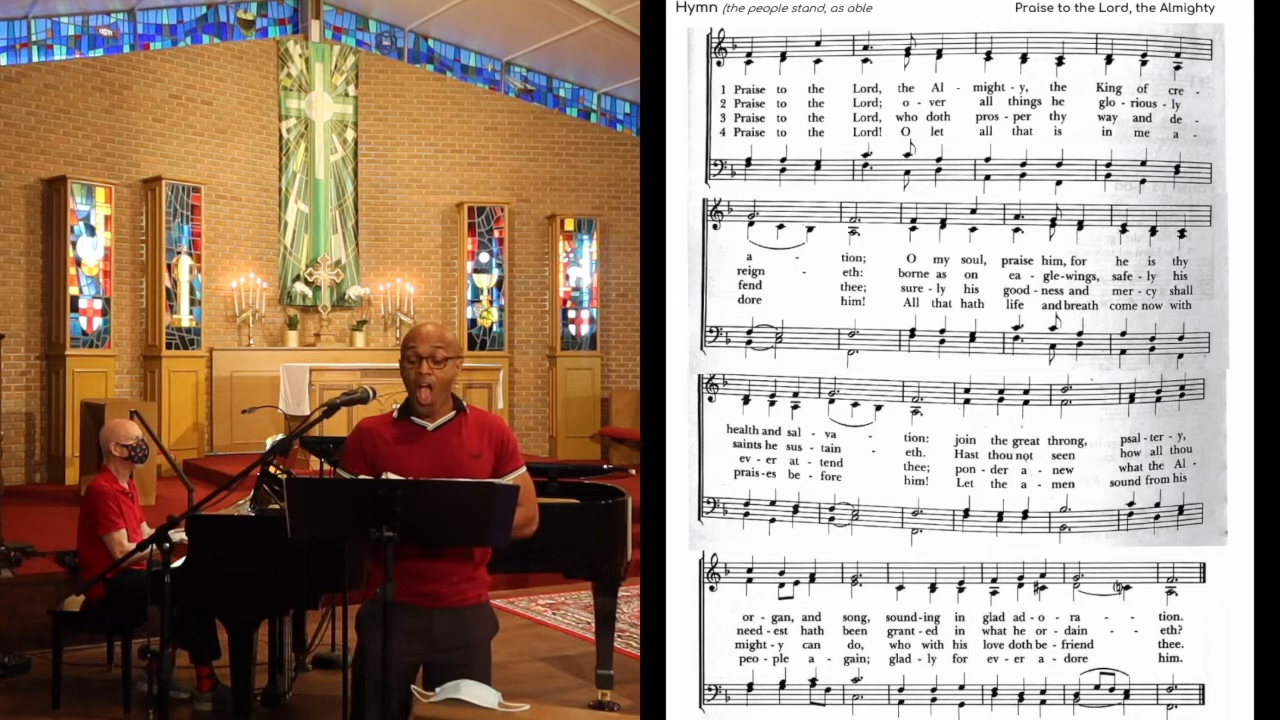 Hymn (the people stand, as able
Praise to the Lord, the Almighty
1 Praise to the Lord, the Al - might - y, the King of cre -
2 Praise to the Lord; o - ver all things he glo - rious - ly
3 Praise to the Lord, who doth pros - per thy way and de -
4 Praise to the Lord! O let all that is in me a -
a - tion; O my soul, praise him, for he is thy
reign - eth: borne as on ea - gle-wings, safe - ly his
fend thee; sure - ly his good - ness and mer - cy shall
dore him! All that hath life and breath come now with
health and sal - va - tion: join the great throng, psal - ter - y,
saints he sus - tain - eth. Hast thou not seen how all thou
ev - er at - tend thee; pon - der a - new what the Al -
prais - es be - fore him! Let the a - men sound from his
or - gan, and song, sound-ing in glad ad - o - ra - tion.
need - est hath been grant - ed in what he or - dain - - eth?
might - y can do, who with his love doth be - friend thee.
peo - ple a - gain; glad - ly for ev - er a - dore him.